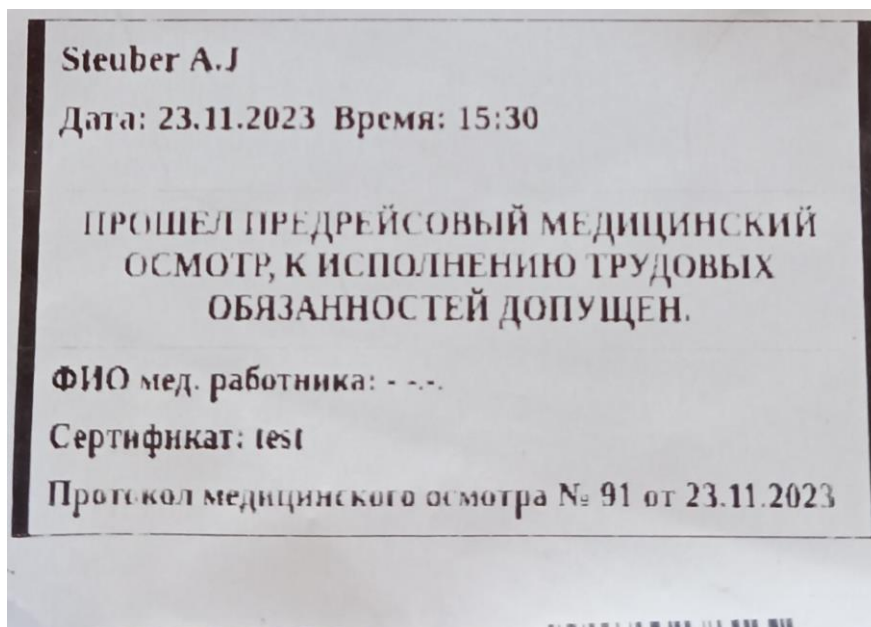 Steuber A.J
Дата: 23.11.2023 Время: 15:30
ПРОШЕЛ ПРЕДРЕЙСОВЫЙ МЕДИЦИНСКИЙ
ОСМОТР, К ИСПОЛНЕНИЮ ТРУДОВЫХ
ОБЯЗАННОСТЕЙ ДОПУЩЕН.
ФИО мед. работника: - -.-.
Сертификат: test
Протокол медицинского осмотра № 91 от 23.11.2023